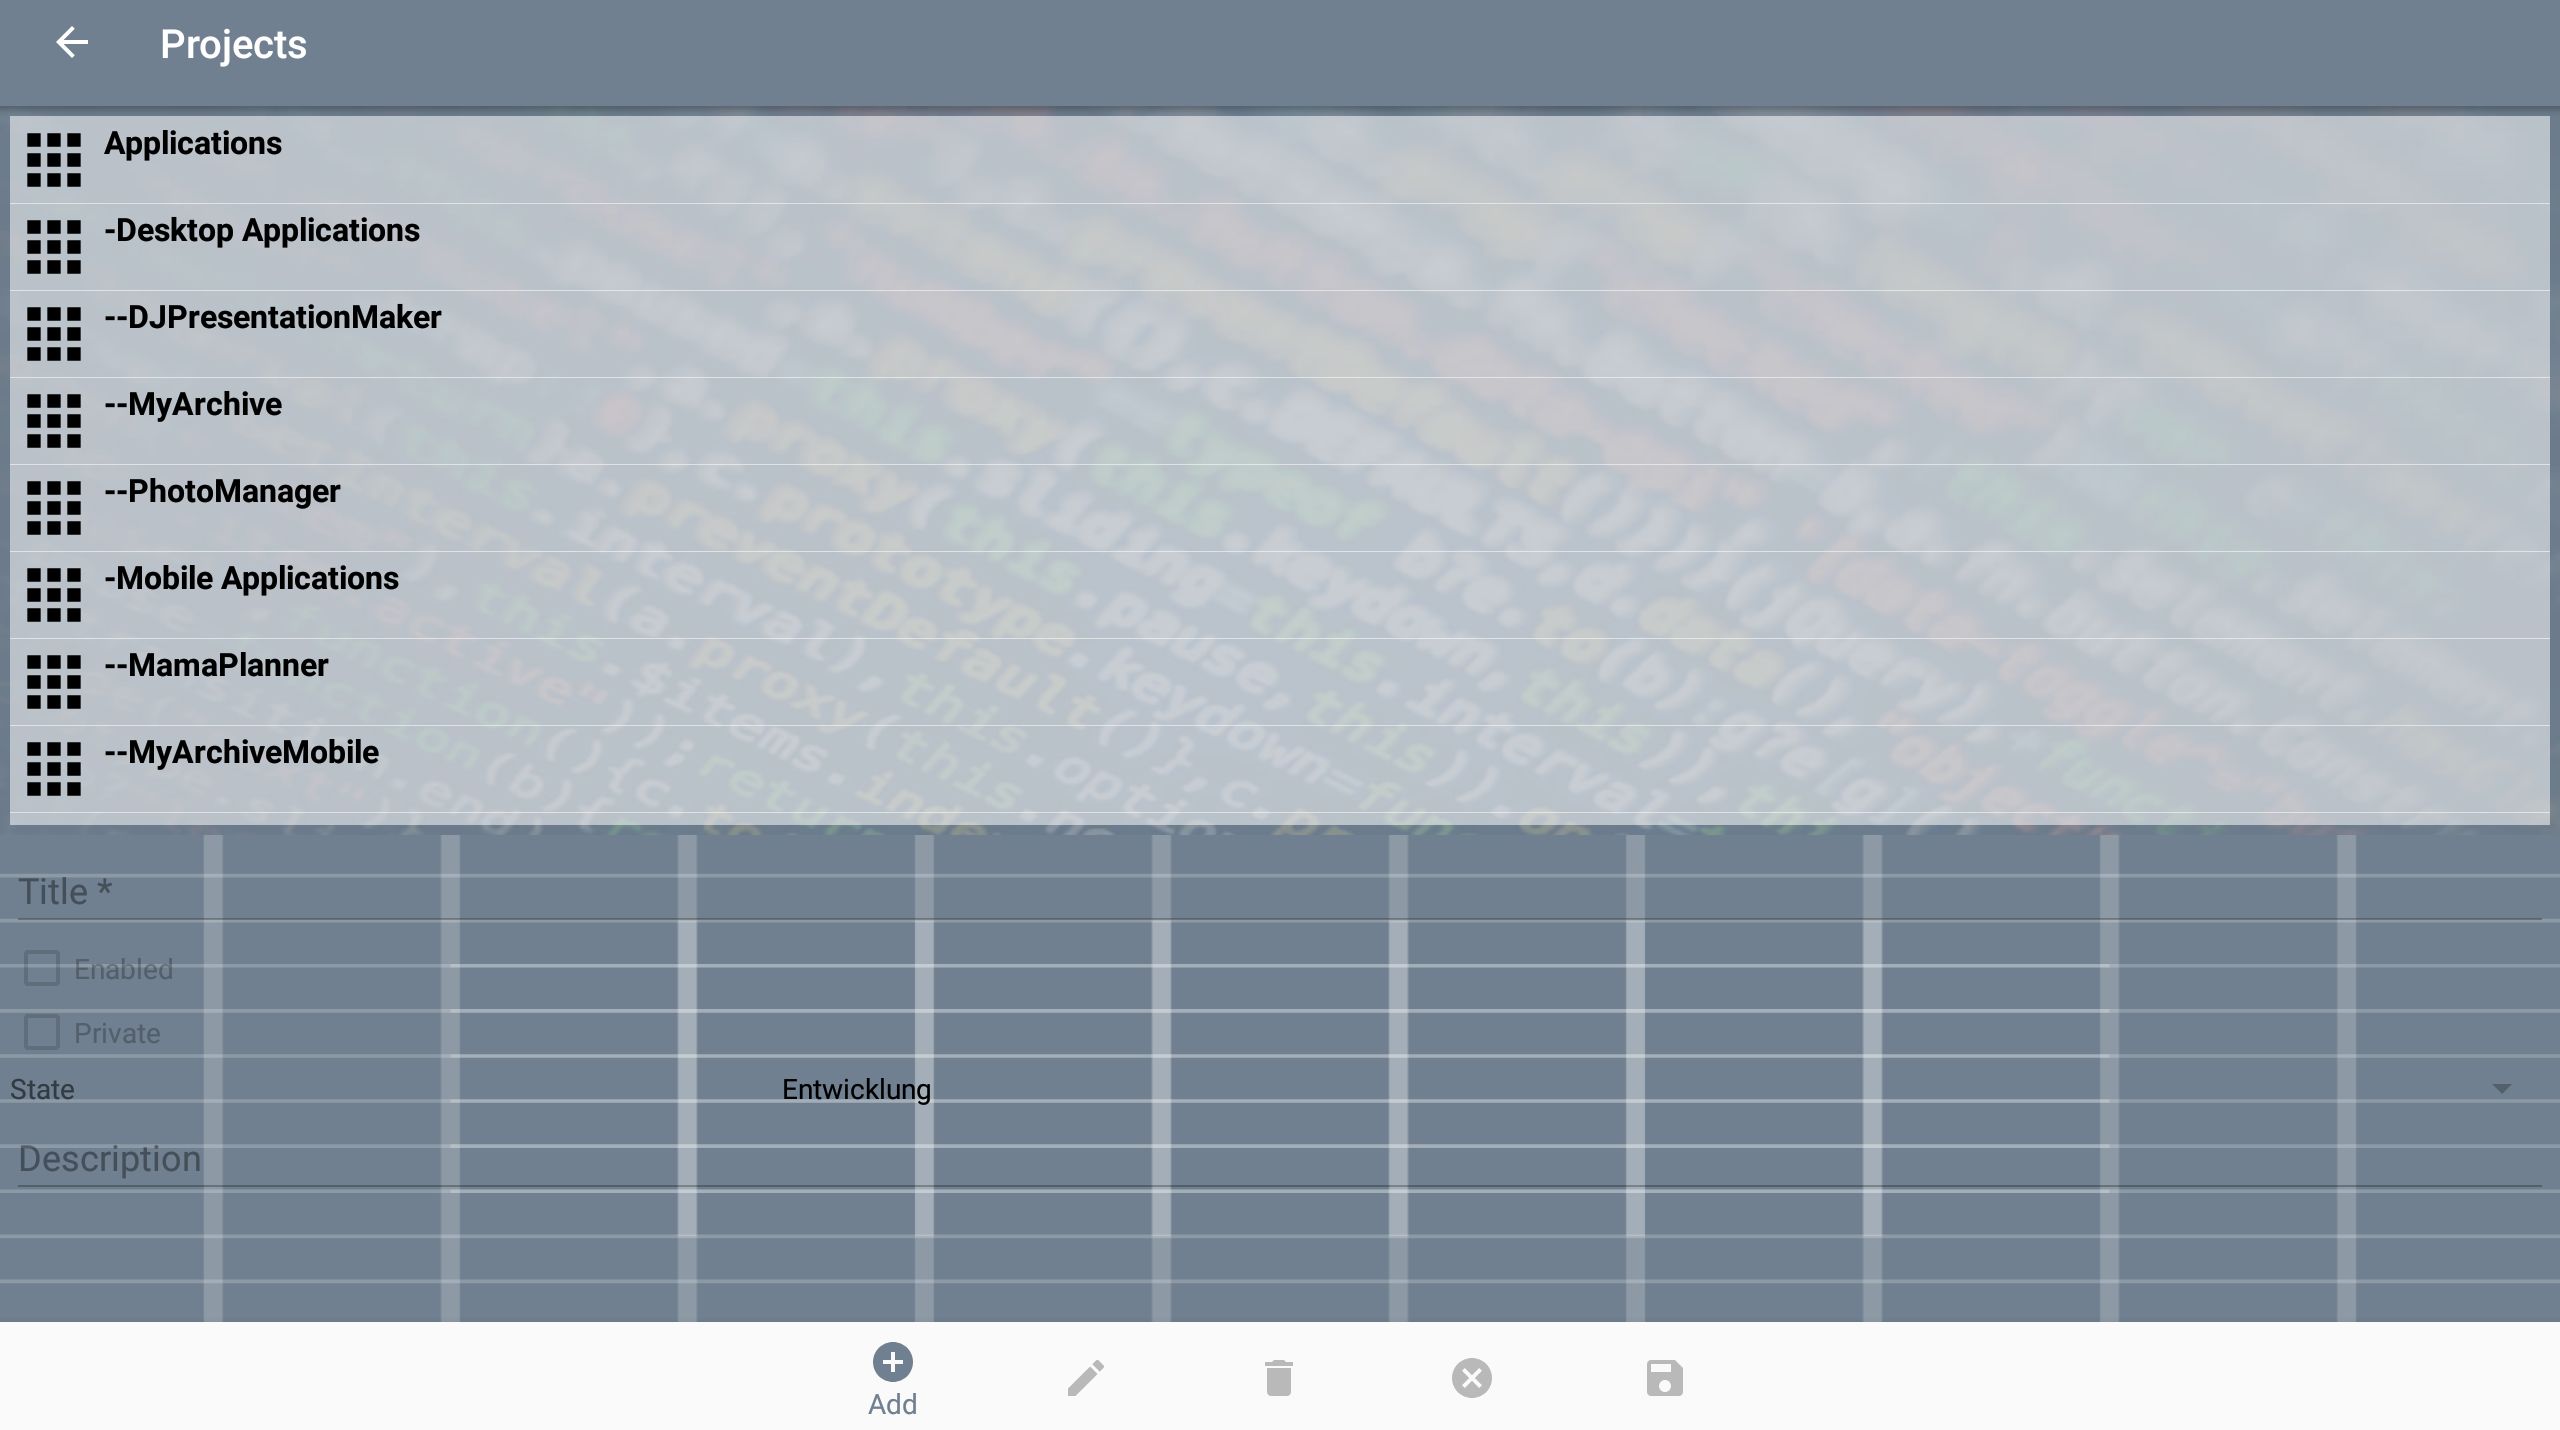 Projects
Applications
-Desktop Applications
--DJPresentationMaker
--MyArchive
--PhotoManager
-Mobile Applications
--MamaPlanner
--MyArchiveMobile
Title *
Enabled
Private
State
Entwicklung
Description
Add